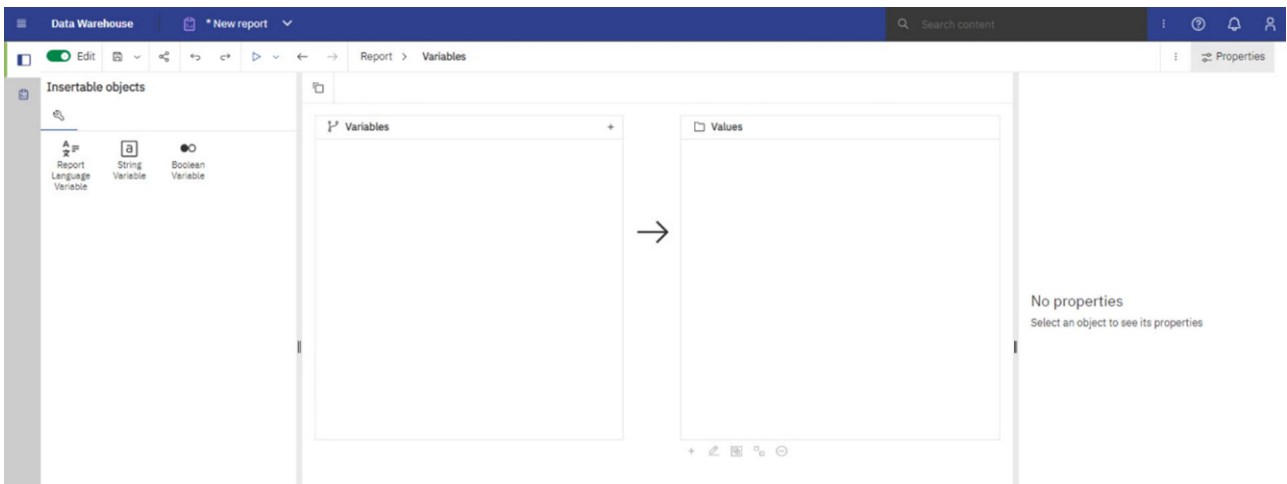 Data Warehouse
* New report
Search content
Edit
Report > Variables
Properties
Insertable objects
Report
Language
Variable
String
Variable
Boolean
Variable
Variables
Values
No properties
Select an object to see its properties